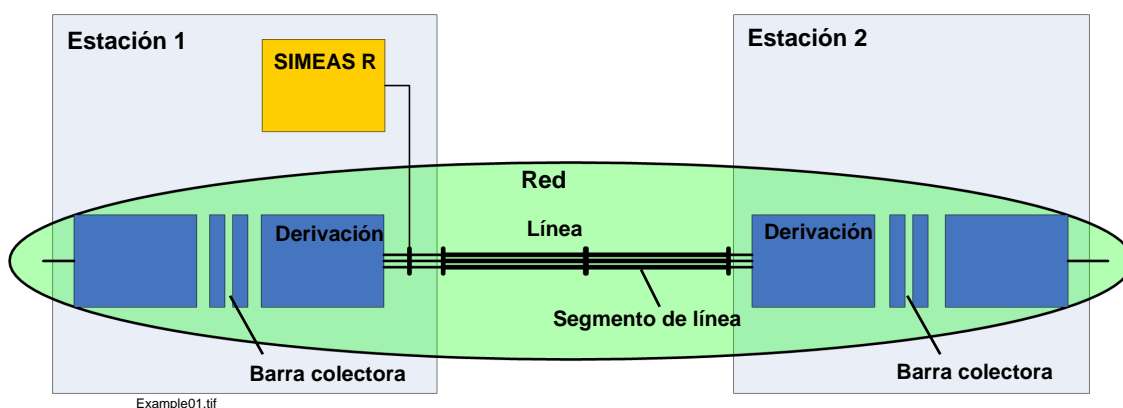 Estación 1
Estación 2
SIMEAS R
Red
Derivación
Línea
Derivación
Segmento de línea
Barra colectora
Barra colectora
Example01.tif